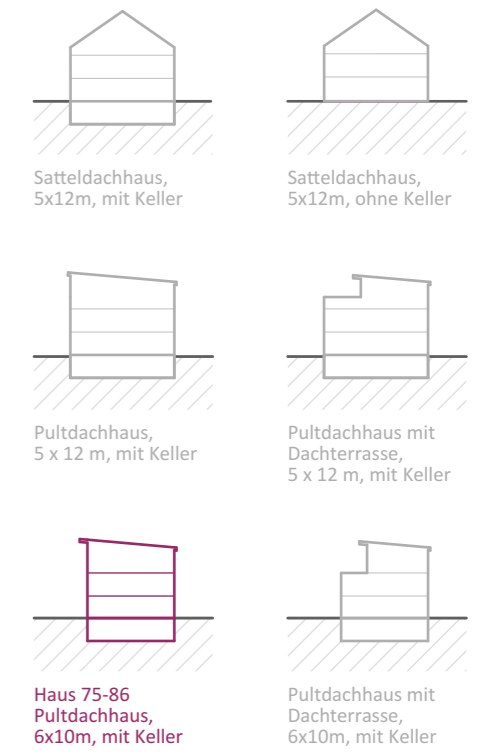 Satteldachhaus,
5x12m, mit Keller
Satteldachhaus,
5x12m, ohne Keller
Pultdachhaus,
5 x 12 m, mit Keller
Pultdachhaus mit
Dachterrasse,
5 x 12 m, mit Keller
Haus 75-86
Pultdachhaus,
6x10m, mit Keller
Pultdachhaus mit
Dachterrasse,
6x10m, mit Keller